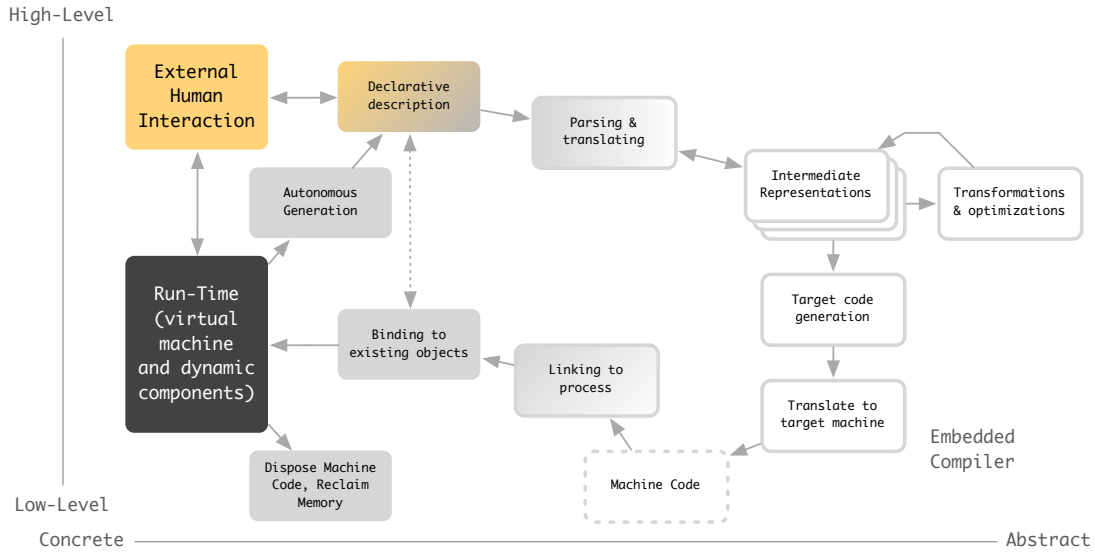 High-Level
External
Human
Interaction
Declarative
description
Parsing &
translating
Intermediate
Representations
Transformations
& optimizations
Autonomous
Generation
Run-Time
(virtual
machine
and dynamic
components)
Binding to
existing objects
Target code
generation
Linking to
process
Translate to
target machine
Embedded
Compiler
Dispose Machine
Code, Reclaim
Memory
Machine Code
Low-Level
Concrete
Abstract